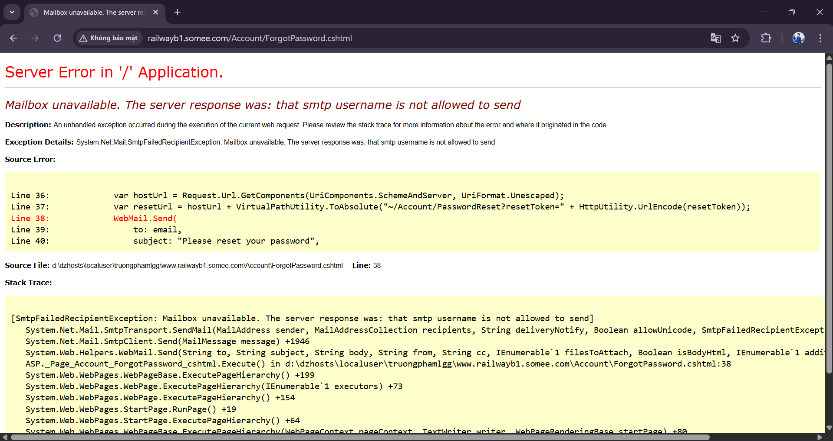 Mailbox unavailable. The server re
Không bảo mật
railwayb1.somee.com/Account/ForgotPassword.cshtml
Server Error in '/' Application.
Mailbox unavailable. The server response was: that smtp username is not allowed to send
Description: An unhandled exception occurred during the execution of the current web request. Please review the stack trace for more information about the error and where it originated in the code.
Exception Details: System.Net.Mail.SmtpFailedRecipientException: Mailbox unavailable. The server response was: that smtp username is not allowed to send
Source Error:
Line 36: var hostUrl = Request.Url.GetComponents(UriComponents.SchemeAndServer, UriFormat.Unescaped);
Line 37: var resetUrl = hostUrl + VirtualPathUtility.ToAbsolute("~/Account/PasswordReset?resetToken=" + HttpUtility.UrlEncode(resetToken));
Line 38: WebMail.Send(
Line 39: to: email,
Line 40: subject: "Please reset your password",
Source File: d:\dzhosts\localuser\truongphamlgg\www.railwayb1.somee.com\Account\ForgotPassword.cshtml Line: 38
Stack Trace:
[SmtpFailedRecipientException: Mailbox unavailable. The server response was: that smtp username is not allowed to send]
System.Net.Mail.SmtpTransport.SendMail(MailAddress sender, MailAddressCollection recipients, String deliveryNotify, Boolean allowUnicode, SmtpFailedRecipientExcept
System.Net.Mail.SmtpClient.Send(MailMessage message) +1946
System.Web.Helpers.WebMail.Send(String to, String subject, String body, String from, String cc, IEnumerable`1 filesToAttach, Boolean isBodyHtml, IEnumerable`1 addi
ASP._Page_Account_ForgotPassword_cshtml.Execute() in d:\dzhosts\localuser\truongphamlgg\www.railwayb1.somee.com\Account\ForgotPassword.cshtml:38
System.Web.WebPages.WebPageBase.ExecutePageHierarchy() +199
System.Web.WebPages.WebPage.ExecutePageHierarchy(IEnumerable`1 executors) +73
System.Web.WebPages.WebPage.ExecutePageHierarchy() +154
System.Web.WebPages.StartPage.RunPage() +19
System.Web.WebPages.StartPage.ExecutePageHierarchy() +64
System.Web.WebPages.WebPageBase.ExecutePageHierarchy(WebPageContext pageContext, TextWriter writer, WebPageRenderingBase startPage) +80